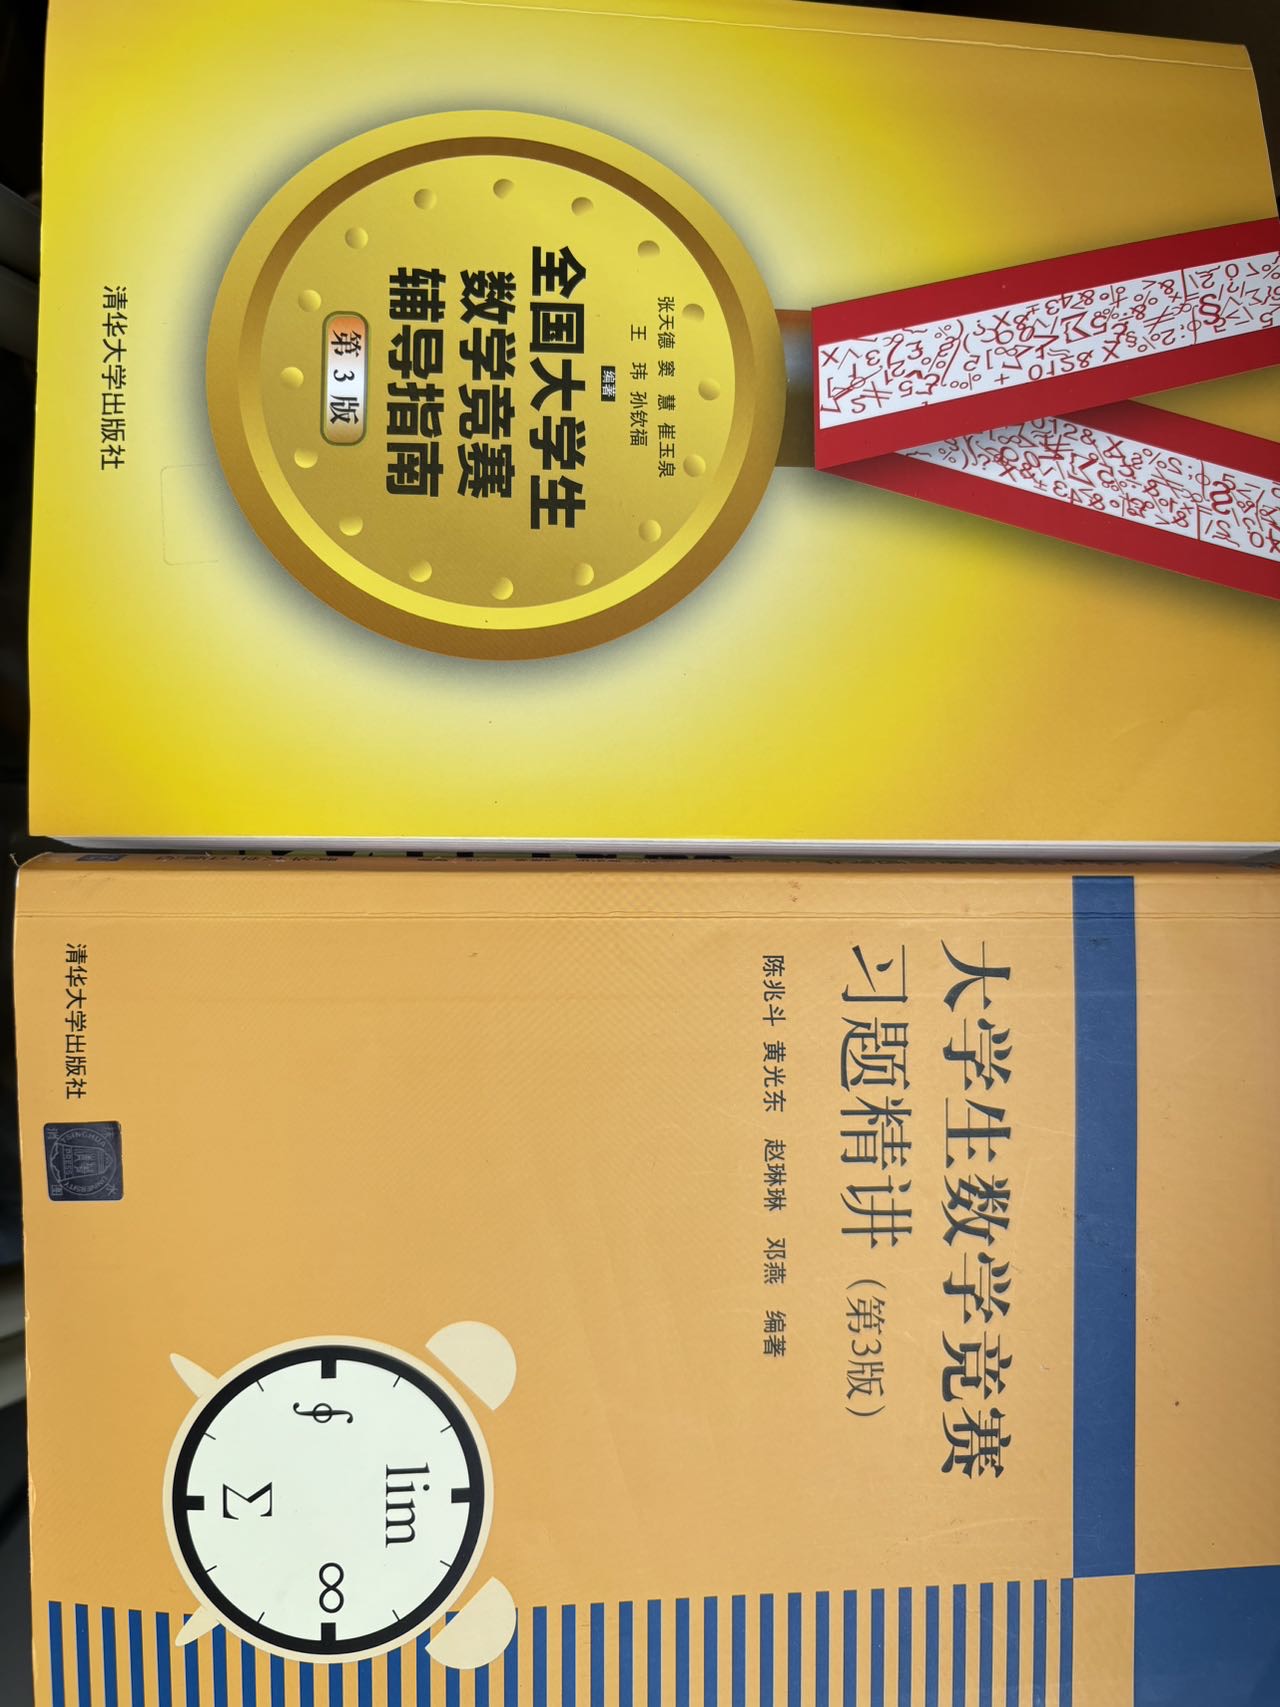 张天德 窦慧 崔玉泉
王玮 孙钦福
编著
全国大学生
数学竞赛
辅导指南
第3版
清华大学出版社
大学生数学竞赛
习题精讲(第3版)
陈兆斗 黄光东 赵琳琳 邓燕 编著
lim
∮
∞
Σ
清华大学出版社